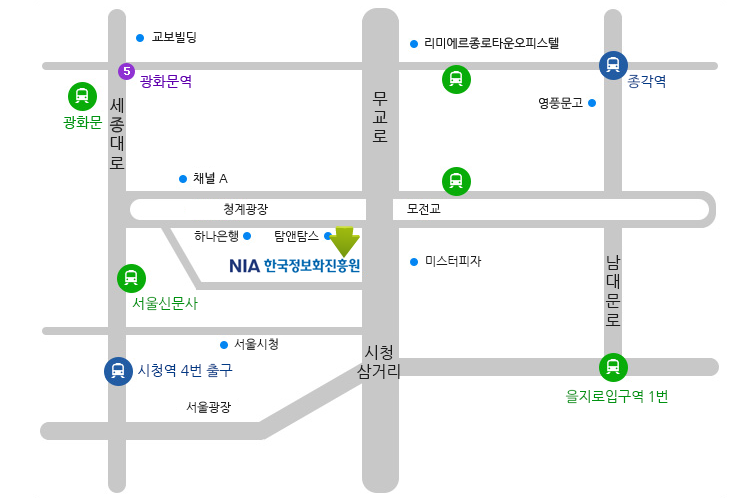 교보빌딩
리미에르종로타운오피스텔
5
광화문역
종각역
광화문
세종대로
무교로
영풍문고
채널 A
청계광장
모전교
하나은행
탐앤탐스
NIA 한국정보화진흥원
미스터피자
남대문로
서울신문사
서울시청
시청
삼거리
시청역 4번 출구
을지로입구역 1번
서울광장